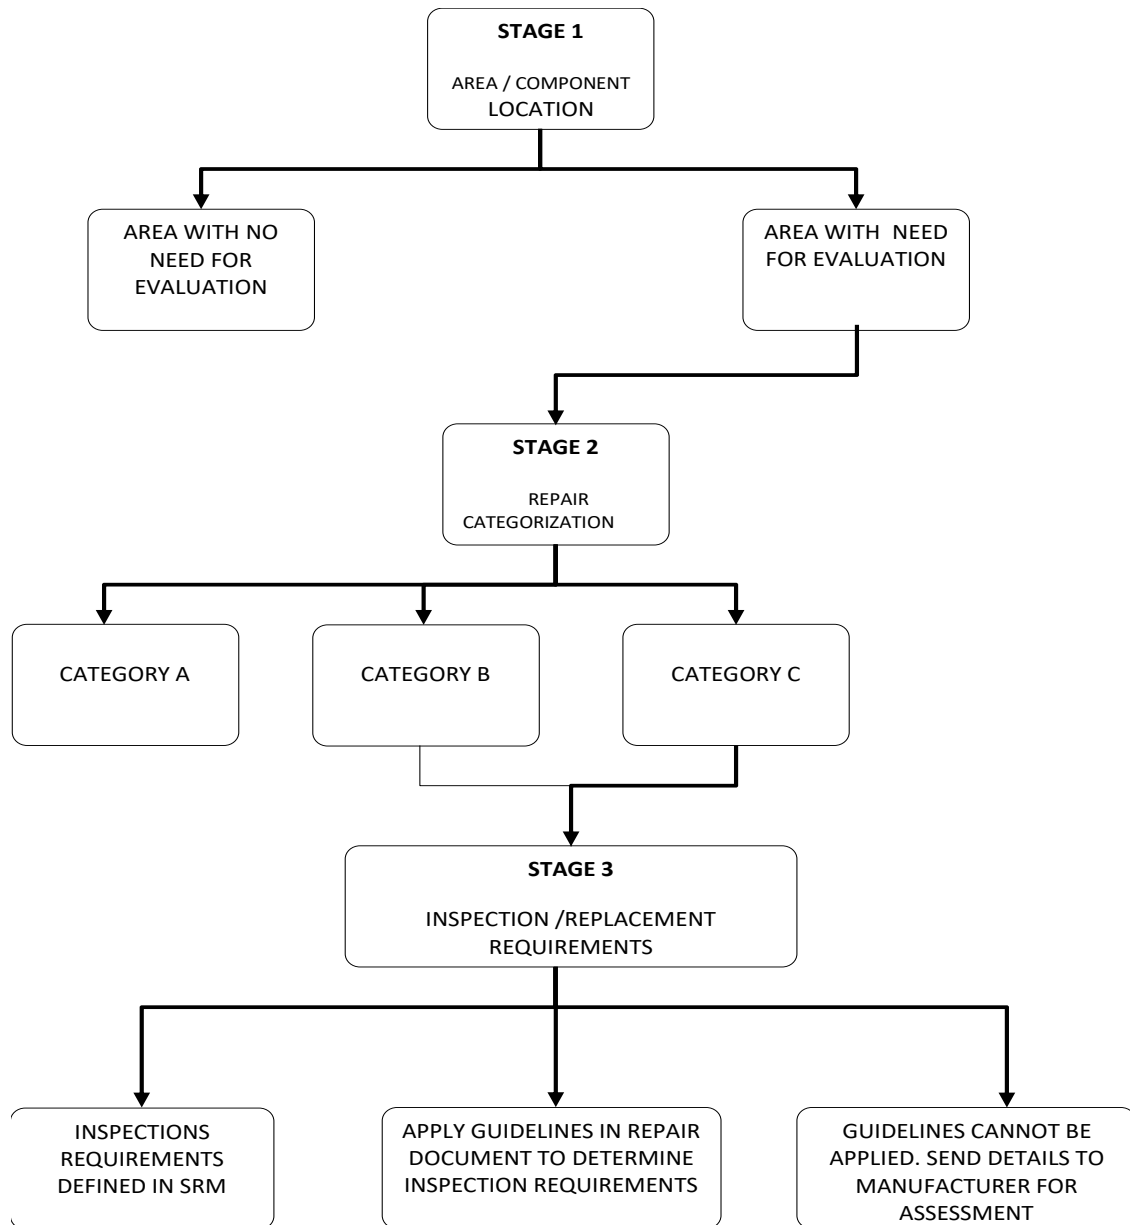 STAGE 1
AREA / COMPONENT
LOCATION
AREA WITH NO
NEED FOR
EVALUATION
AREA WITH NEED
FOR EVALUATION
STAGE 2
REPAIR
CATEGORIZATION
CATEGORY A
CATEGORY B
CATEGORY C
STAGE 3
INSPECTION /REPLACEMENT
REQUIREMENTS
INSPECTIONS
REQUIREMENTS
DEFINED IN SRM
APPLY GUIDELINES IN REPAIR
DOCUMENT TO DETERMINE
INSPECTION REQUIREMENTS
GUIDELINES CANNOT BE
APPLIED. SEND DETAILS TO
MANUFACTURER FOR
ASSESSMENT